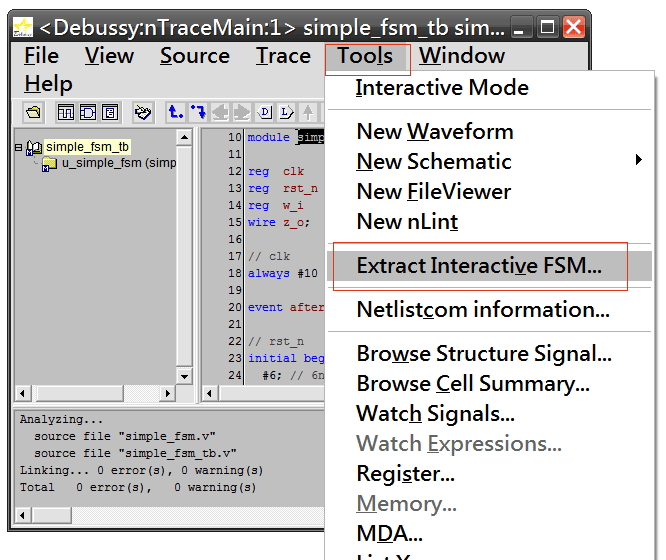 <Debussy:nTraceMain:1> simple_fsm_tb sim...
File View Source Trace Tools Window
Help
simple_fsm_tb
u_simple_fsm (simp
10 module simp
11
12 reg clk
13 reg rst_n
14 reg w_i
15 wire z_o;
16
17 // clk
18 always #10
19
20 event after
21
22 // rst_n
23 initial beg
24 #6; // 6n
Analyzing...
source file "simple_fsm.v"
source file "simple_fsm_tb.v"
Linking... 0 error(s), 0 warning(s)
Total 0 error(s), 0 warning(s)
Interactive Mode
New Waveform
New Schematic
New FileViewer
New nLint
Extract Interactive FSM...
Netlistcom information...
Browse Structure Signal...
Browse Cell Summary...
Watch Signals...
Watch Expressions...
Register...
Memory...
MDA...